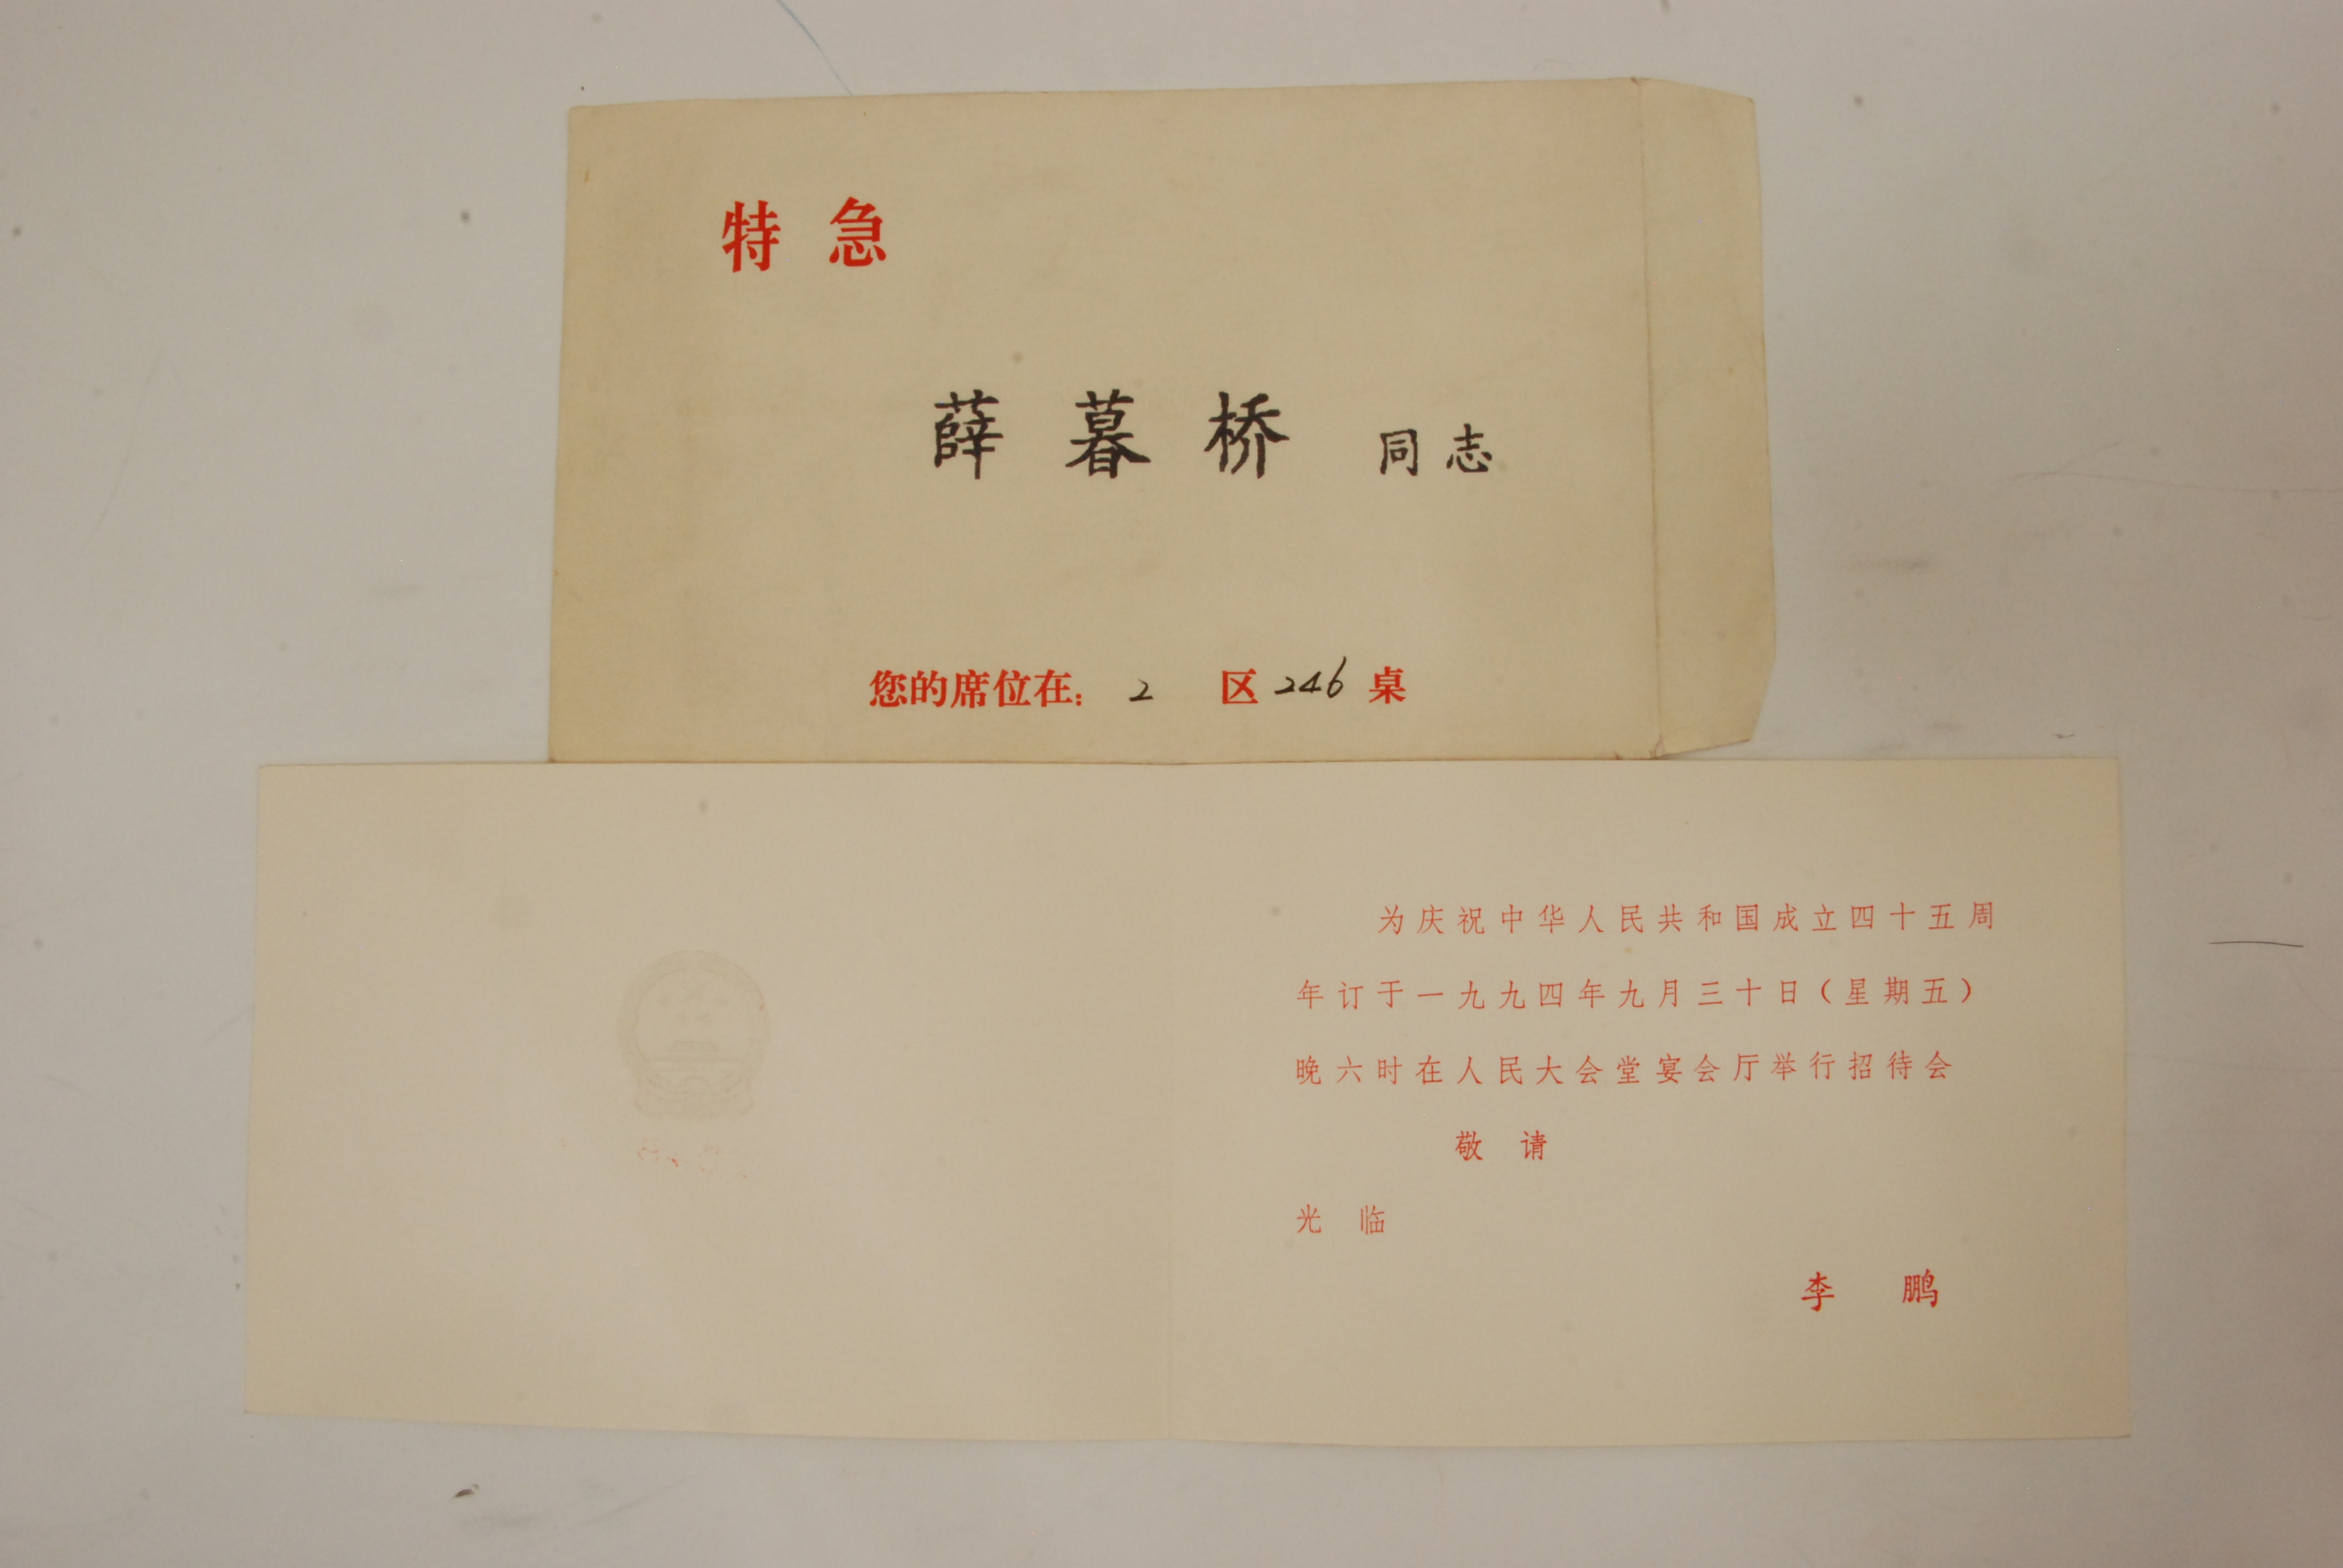 特急
薛暮桥 同志
您的席位在： 2 区 246 桌
为庆祝中华人民共和国成立四十五周
年订于一九九四年九月三十日（星期五）
晚六时在人民大会堂宴会厅举行招待会
敬请
光临
李鹏